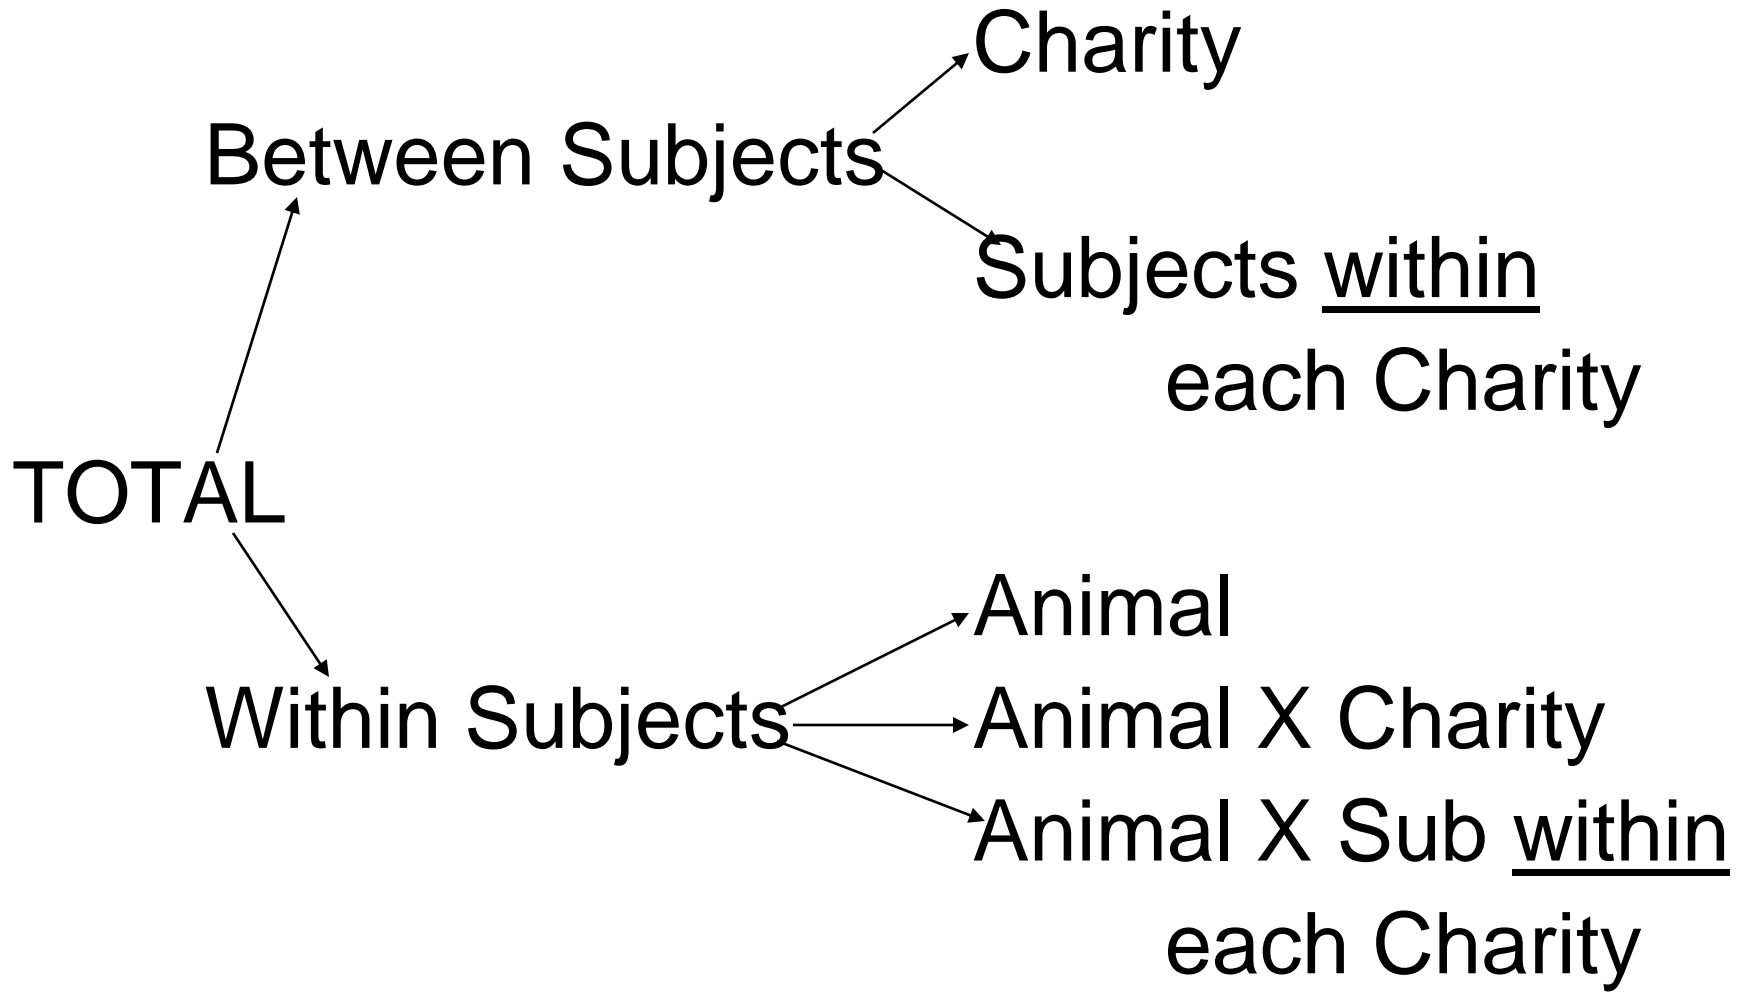 Charity
Between Subjects
Subjects within
each Charity
TOTAL
Animal
Within Subjects Animal X Charity
Animal X Sub within
each Charity